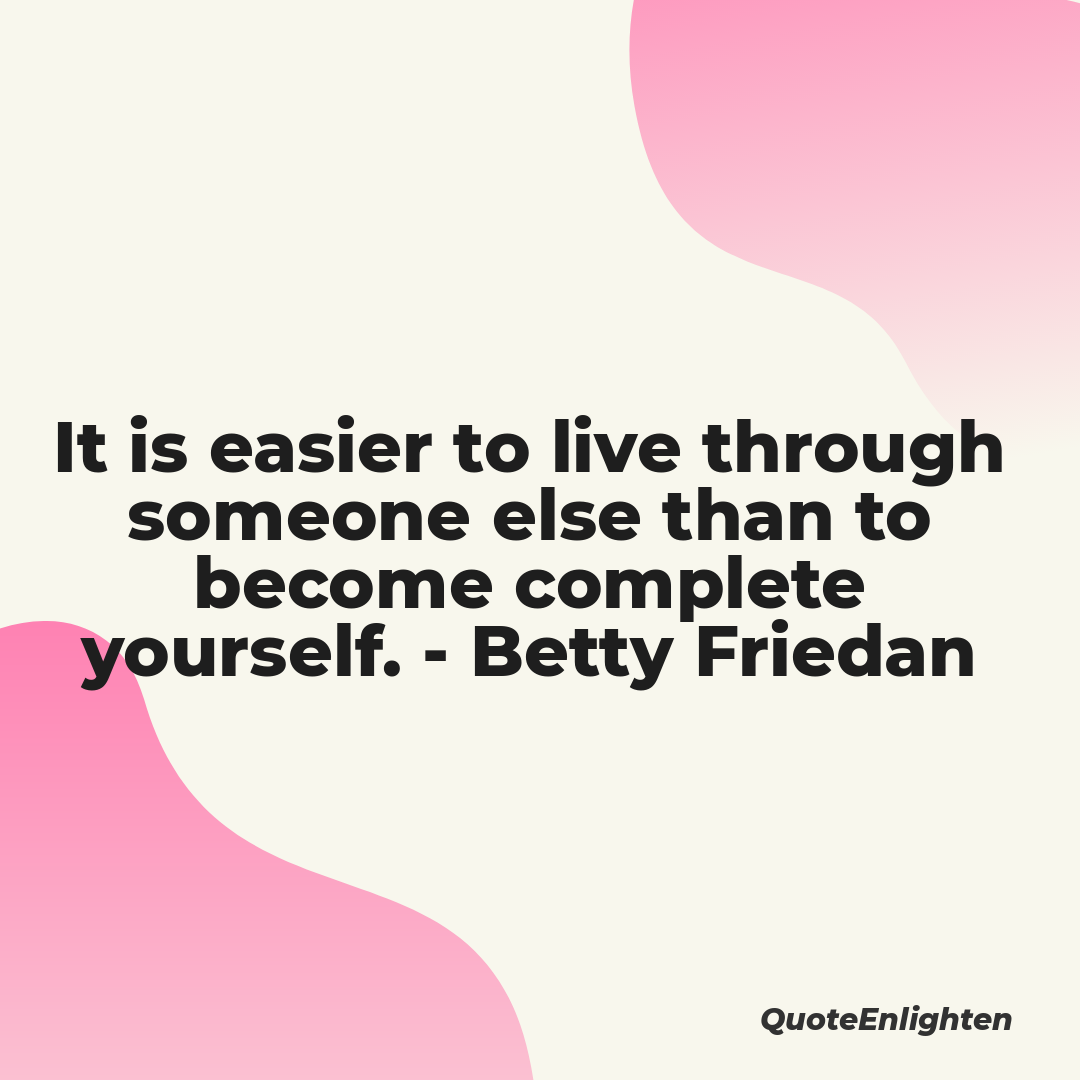 It is easier to live through
someone else than to
become complete
yourself. - Betty Friedan
QuoteEnlighten